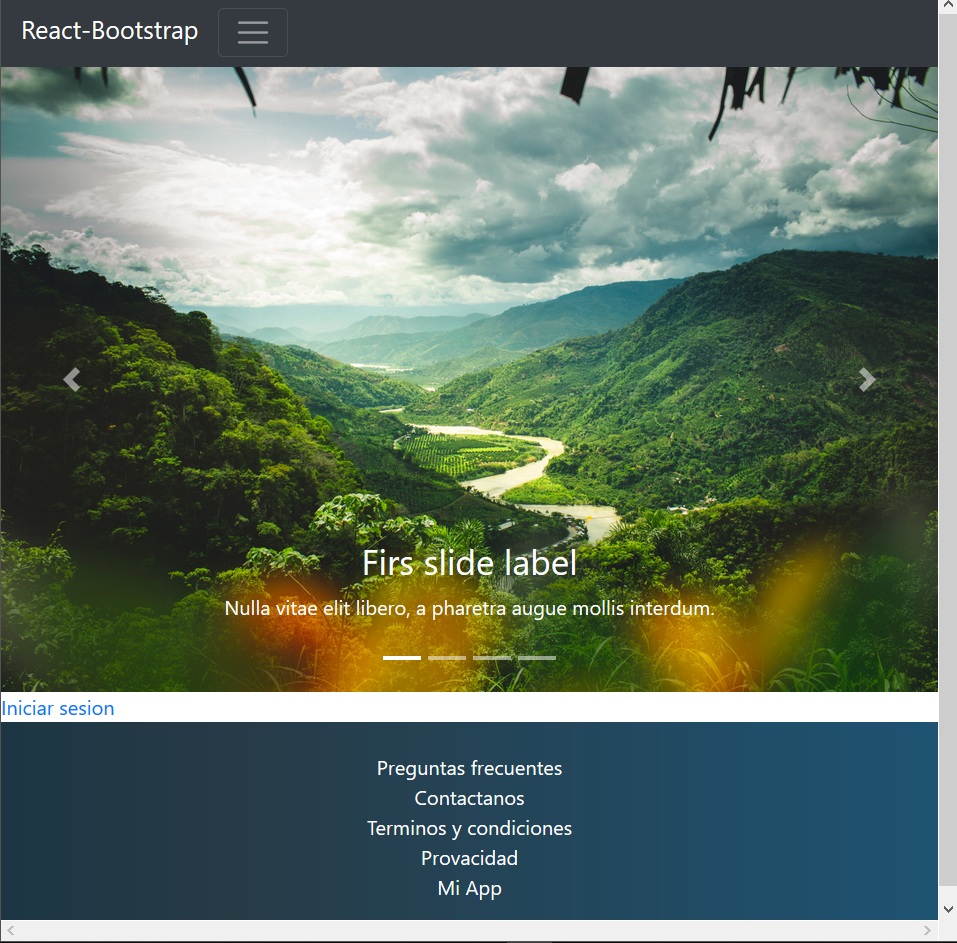 React-Bootstrap
Firs slide label
Nulla vitae elit libero, a pharetra augue mollis interdum.
Iniciar sesion
Preguntas frecuentes
Contactanos
Terminos y condiciones
Provacidad
Mi App